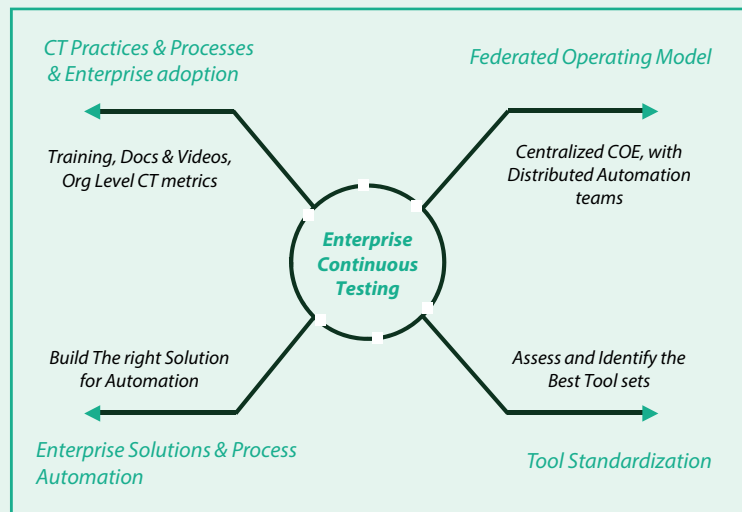 CT Practices & Processes
& Enterprise adoption
Federated Operating Model
Training, Docs & Videos,
Org Level CT metrics
Centralized COE, with
Distributed Automation
teams
Enterprise
Continuous
Testing
Build The right Solution
for Automation
Assess and Identify the
Best Tool sets
Enterprise Solutions & Process
Automation
Tool Standardization